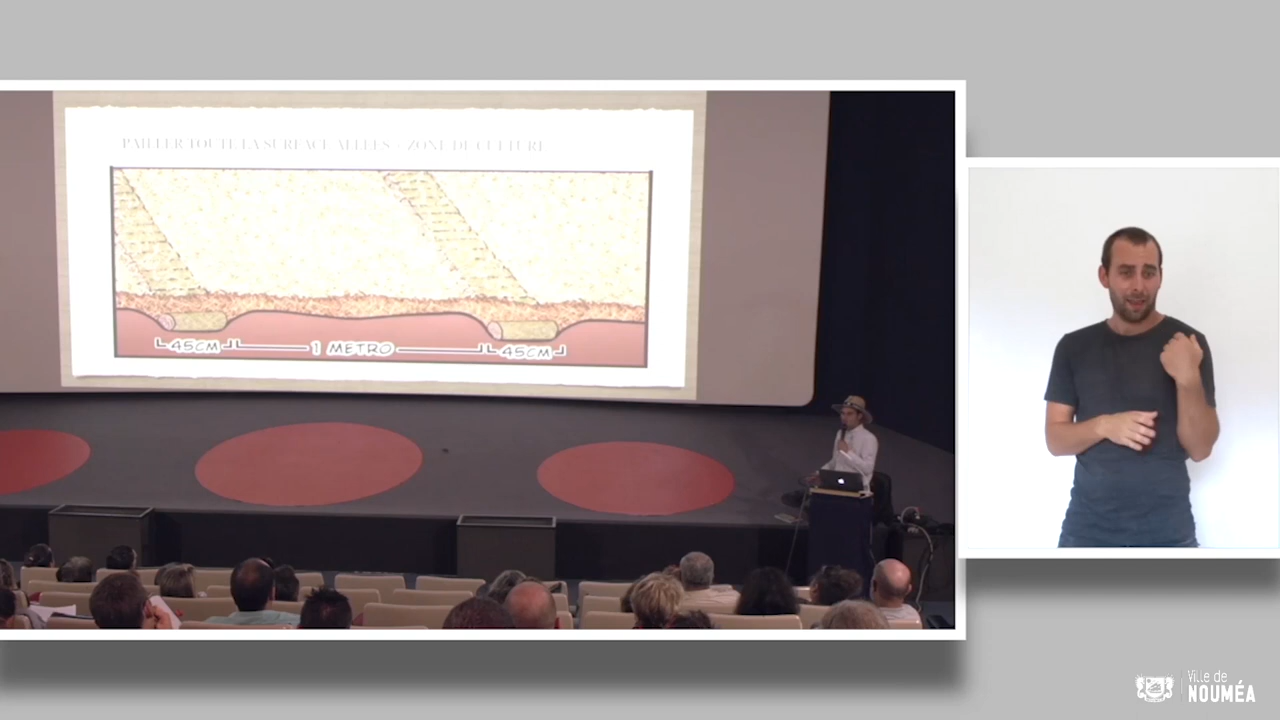 PAILLER TOUTE LA SURFACE ALLEES + ZONE DE CULTURE
45CM
1 METRO
45CM
Ville de
NOUMÉA